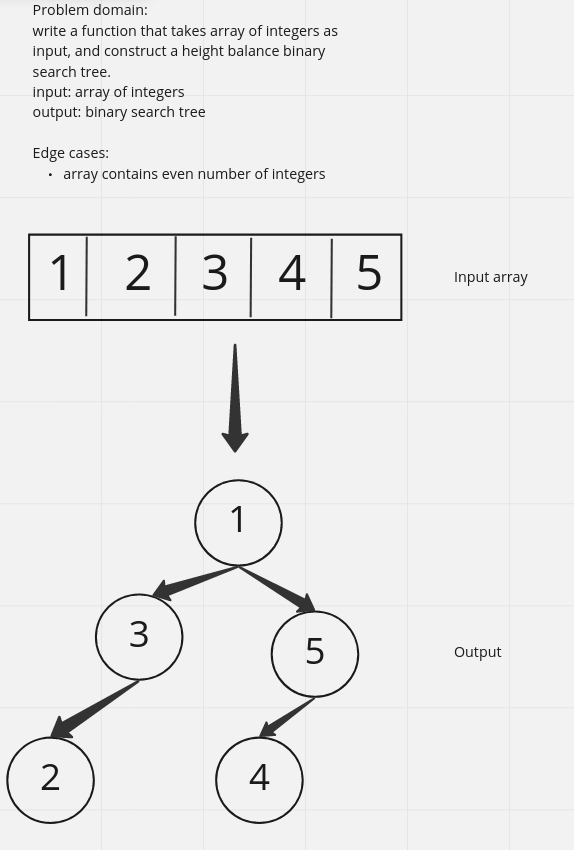 Problem domain:
write a function that takes array of integers as
input, and construct a height balance binary
search tree.
input: array of integers
output: binary search tree
Edge cases:
• array contains even number of integers
1 2 3 4 5
Input array
1
3
5
Output
2
4